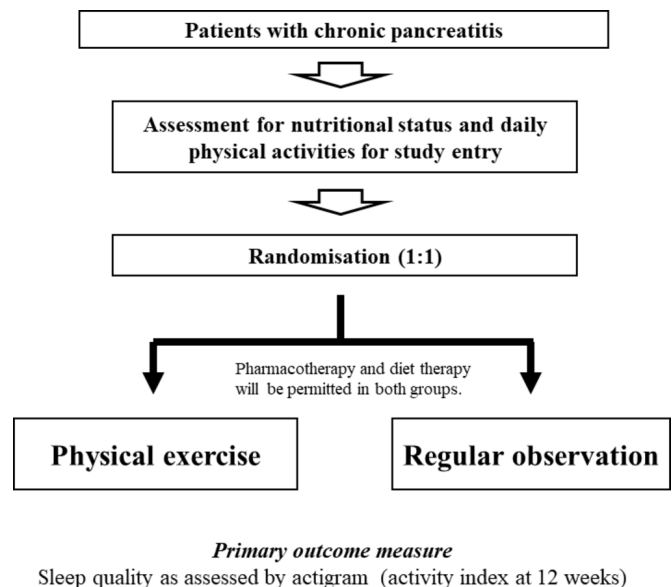 Patients with chronic pancreatitis
Assessment for nutritional status and daily
physical activities for study entry
Randomisation (1:1)
Pharmacotherapy and diet therapy
will be permitted in both groups.
Physical exercise
Regular observation
Primary outcome measure
Sleep quality as assessed by actigram (activity index at 12 weeks)